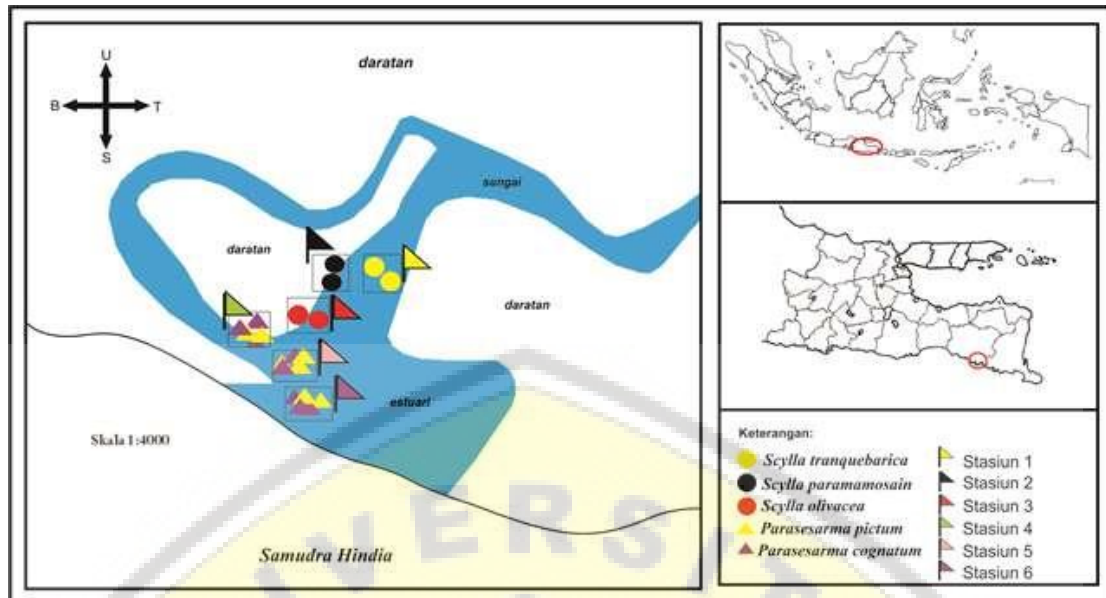 U
B T
S
daratan
sungai
daratan
daratan
estuari
Skala 1:4000
Samudra Hindia
Keterangan:
Scylla tranquebarica
Scylla paramamosain
Scylla olivacea
Parasesarma pictum
Parasesarma cognatum
Stasiun 1
Stasiun 2
Stasiun 3
Stasiun 4
Stasiun 5
Stasiun 6
IVERSI